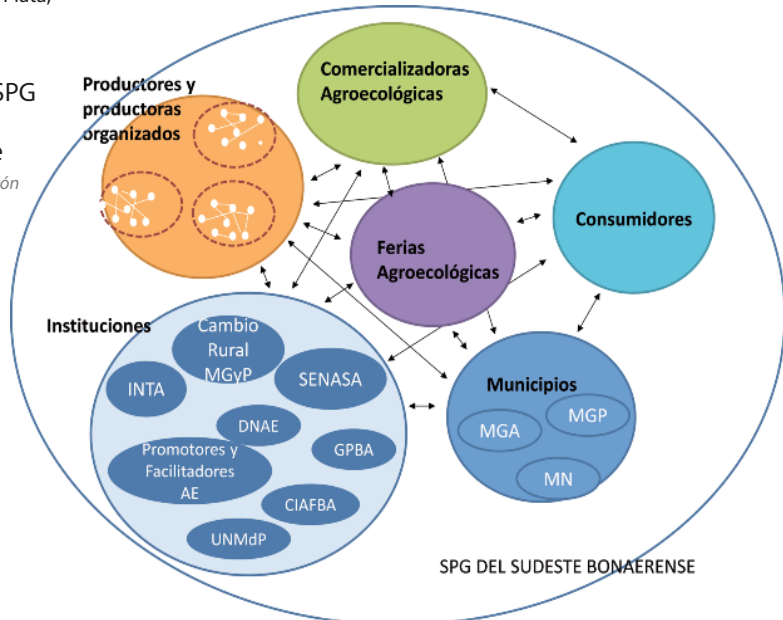 SPG
Productores y
productoras
organizados
Comercializadoras
Agroecológicas
Consumidores
Ferias
Agroecológicas
Instituciones
Cambio
Rural
MGyP
INTA
SENASA
DNAE
GPBA
Promotores y
Facilitadores
AE
CIAFBA
UNMdP
Municipios
MGA
MGP
MN
SPG DEL SUDESTE BONAERENSE